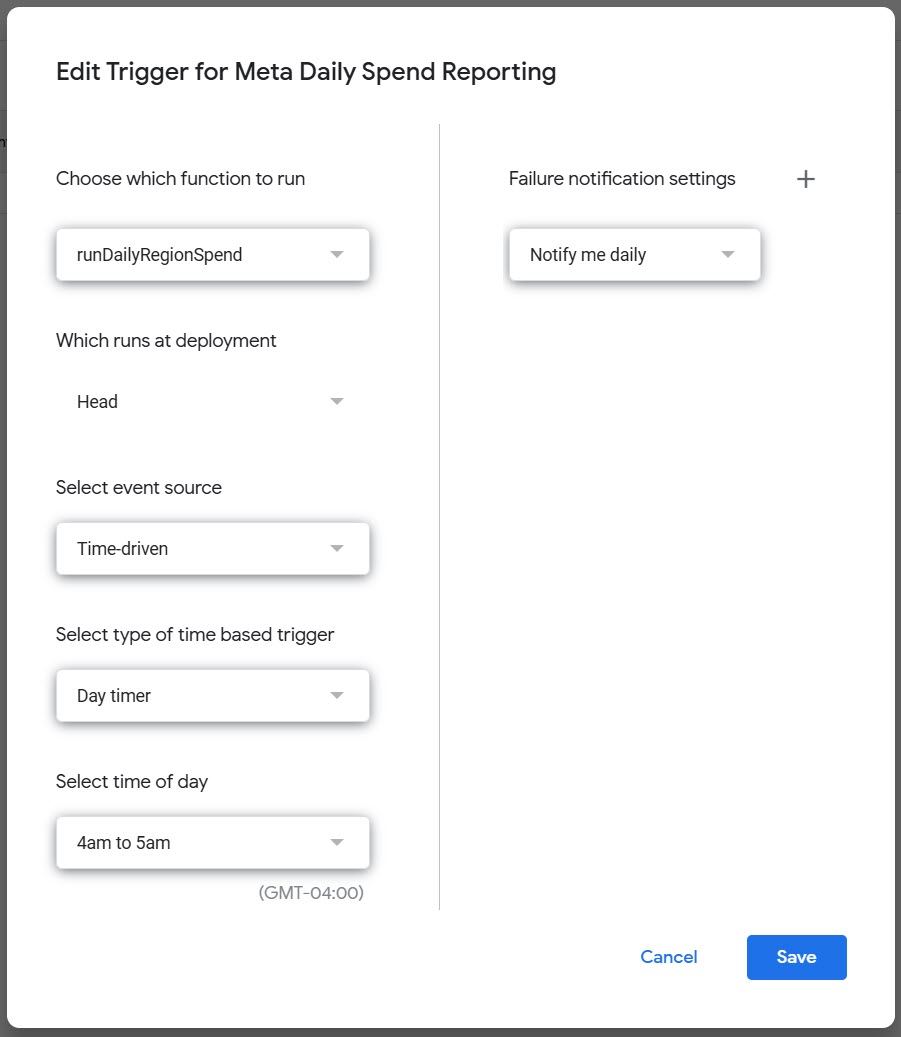 Edit Trigger for Meta Daily Spend Reporting
Choose which function to run
runDailyRegionSpend
Which runs at deployment
Head
Select event source
Time-driven
Select type of time based trigger
Day timer
Select time of day
4am to 5am
(GMT-04:00)
Failure notification settings
Notify me daily
Cancel
Save